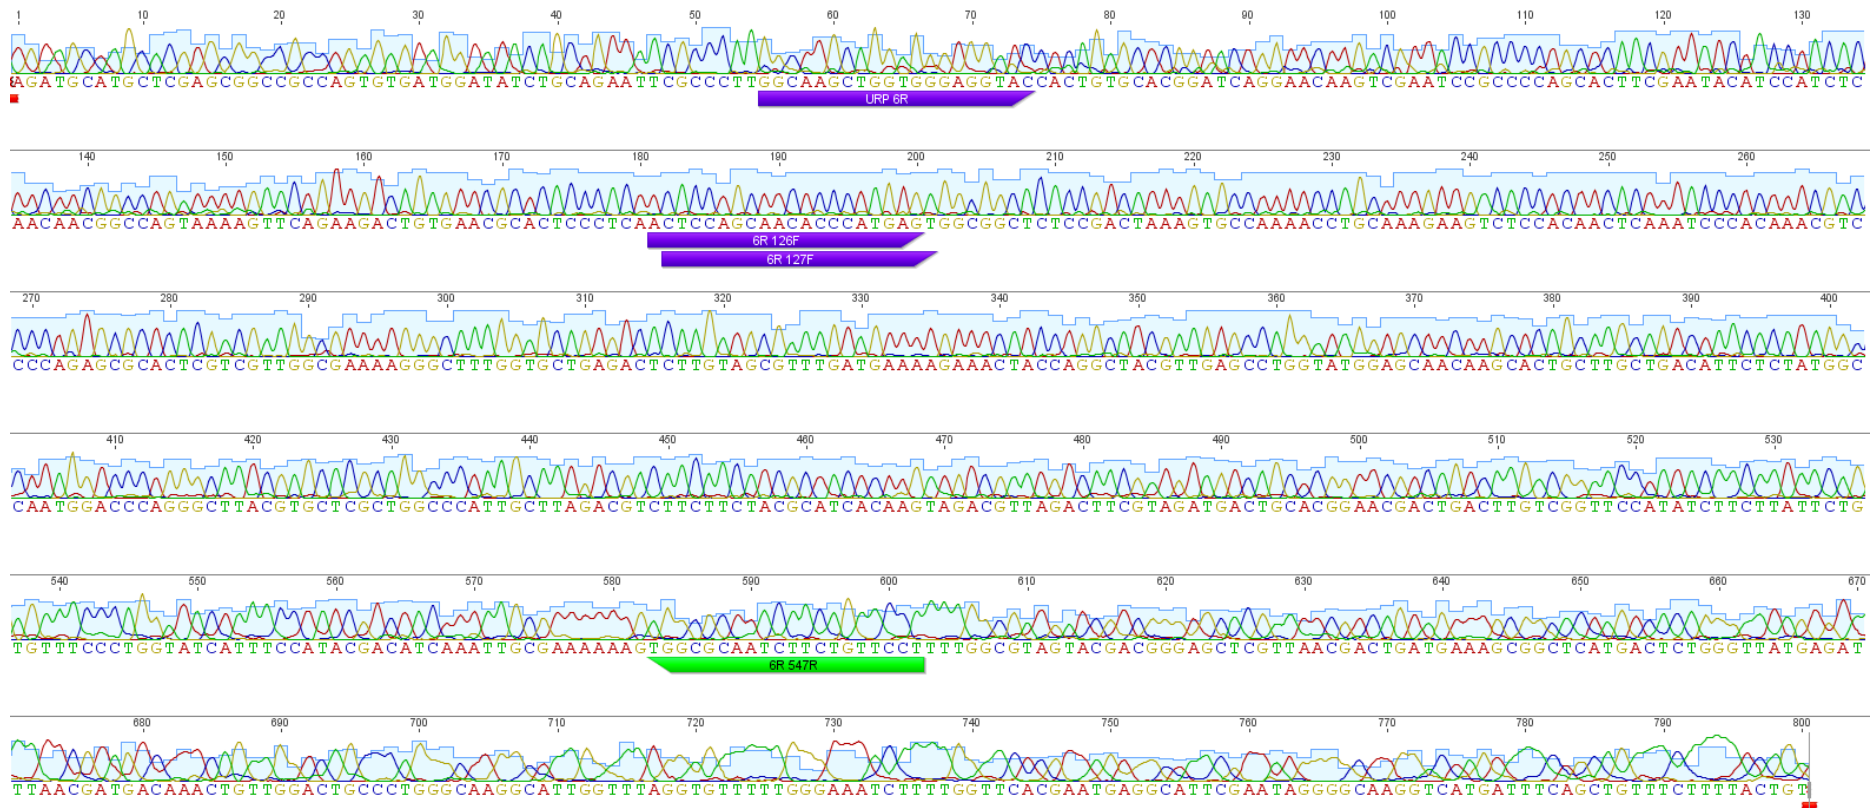 1 10 20 30 40 50 60 70 80 90 100 110 120 130
AGATGCATGCTCGAGCGGCCGCCAGTGTGATGGATATCTGCAGAATTCGCCCTTGGCAAGCTGGTGGGAGGTACCACTGTGCACGGATCAGGAACAAGTCGAATCCGCCCCAGCACTTCGAATACATCCATCTC
URP 6R
140 150 160 170 180 190 200 210 220 230 240 250 260
AACAACGGCCAGTAAAAGTTCAGAAGACTGTGAACGCACTCCCTCAACTCCAGCAACACCCATGAGTGGCGGCTCTCCGACTAAAGTGCCAAAACCTGCAAAGAAGTCTCCACAACTCAAATCCCACAAACGTC
6R 126F
6R 127F
270 280 290 300 310 320 330 340 350 360 370 380 390 400
CCCAGAGCGCACTCGTCGTTGGCGAAAAGGGCTTTGGTGCTGAGACTCTTGTAGCGTTTGATGAAAAGAAACTACCAGGCTACGTTGAGCCTGGTATGGAGCAACAAGCACTGCTTGCTGACATTCTCTATGGC
410 420 430 440 450 460 470 480 490 500 510 520 530
CAATGGACCCAGGGCTTACGTGCTCGCTGGCCCATTGCTTAGACGTCTTCTTCTACGCATCACAAGTAGACGTTAGACTTCGTAGATGACTGCACGGAACGACTGACTTGTCGGTTCCATATCTTCTTATTCTG
540 550 560 570 580 590 600 610 620 630 640 650 660 670
TGTTTCCCTGGTATCATTTCCATACGACATCAAATTGCGAAAAAAGTGGCGCAATCTTCTGTTCCTTTTGGCGTAGTACGACGGGAGCTCGTTAACGACTGATGAAAGCGGCTCATGACTCTGGGTTATGAGAT
6R 547R
680 690 700 710 720 730 740 750 760 770 780 790 800
TTAACGATGACAAACTGTTGGACTGCCCTGGGCAAGGCATTGGTTTAGGTGTTTTTGGGAAATCTTTTGGTTCACGAATGAGGCATTCGAATAGGGGCAAGGTCATGATTTCAGCTGTTTCTTTTACTGT